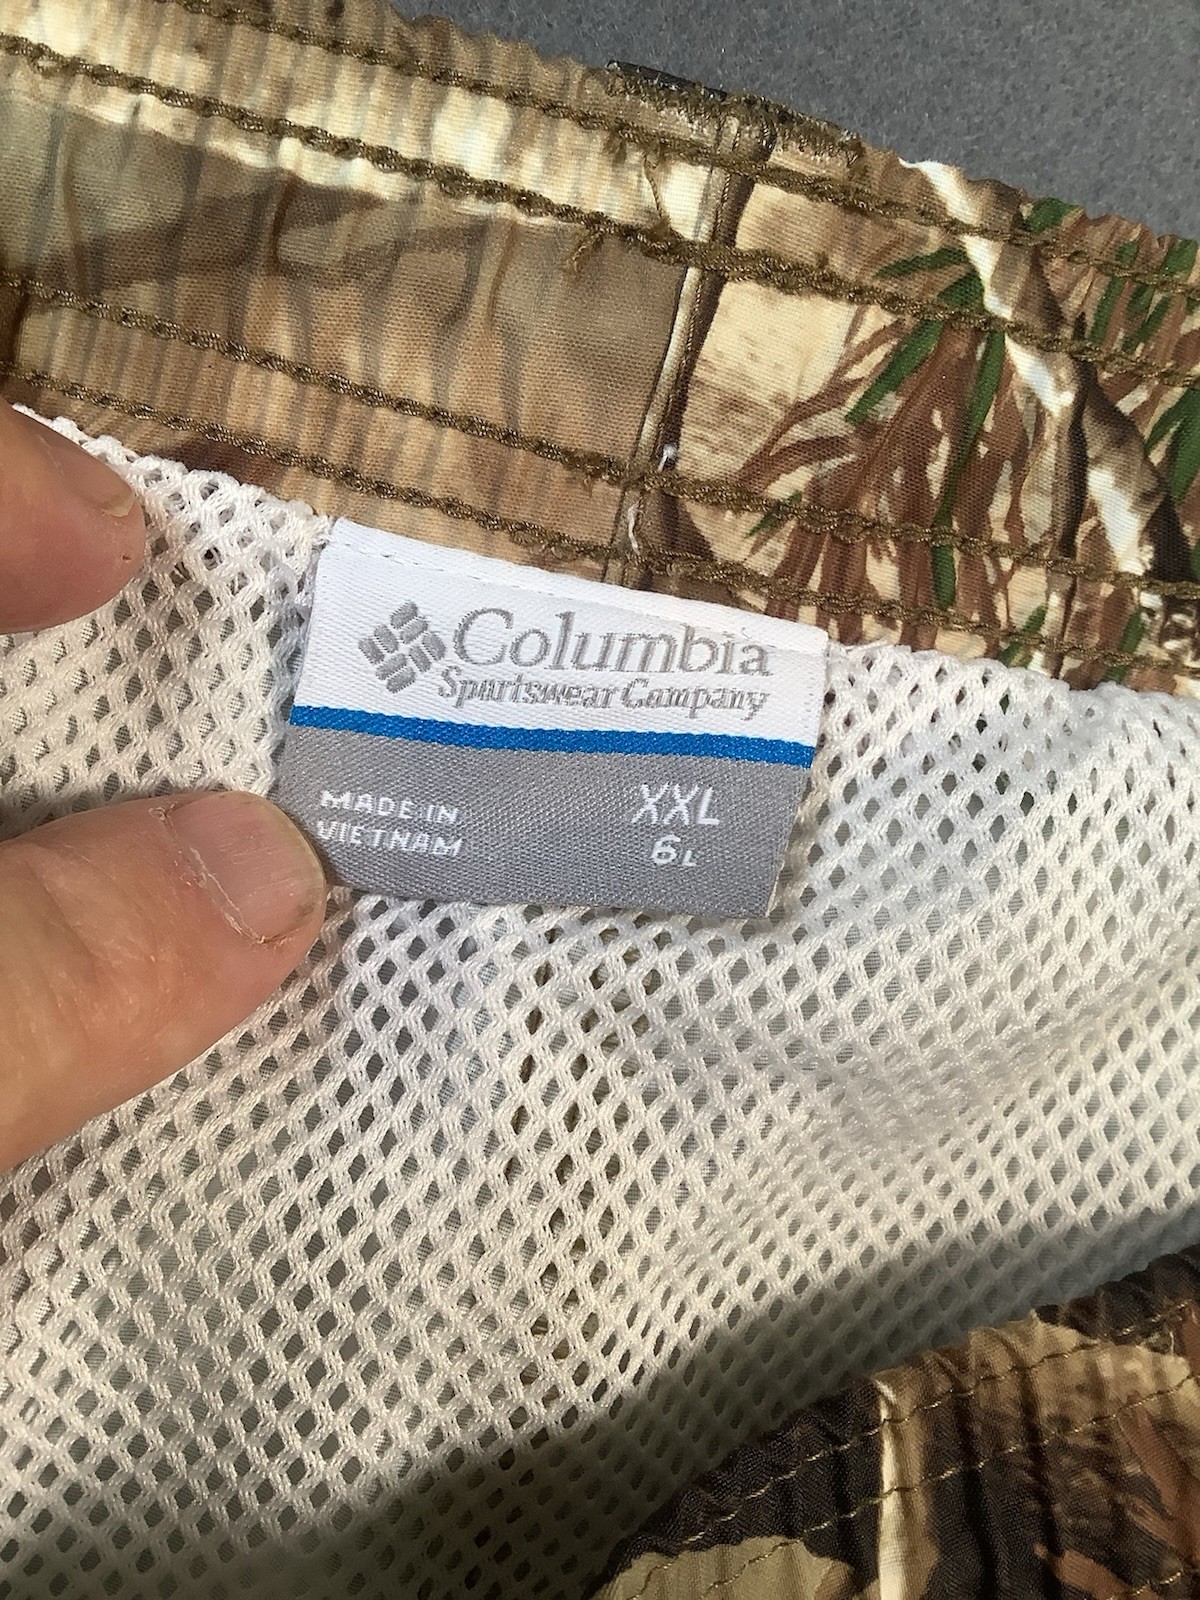 Columbia
Sportswear Company
MADE IN
VIETNAM
XXL
6L